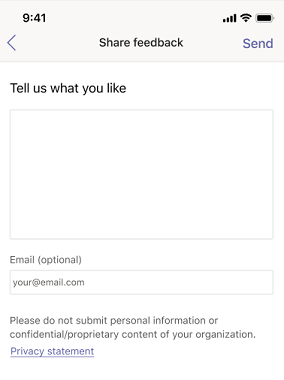 9:41
Share feedback
Send
Tell us what you like
Email (optional)
your@email.com
Please do not submit personal information or
confidential/proprietary content of your organization.
Privacy statement